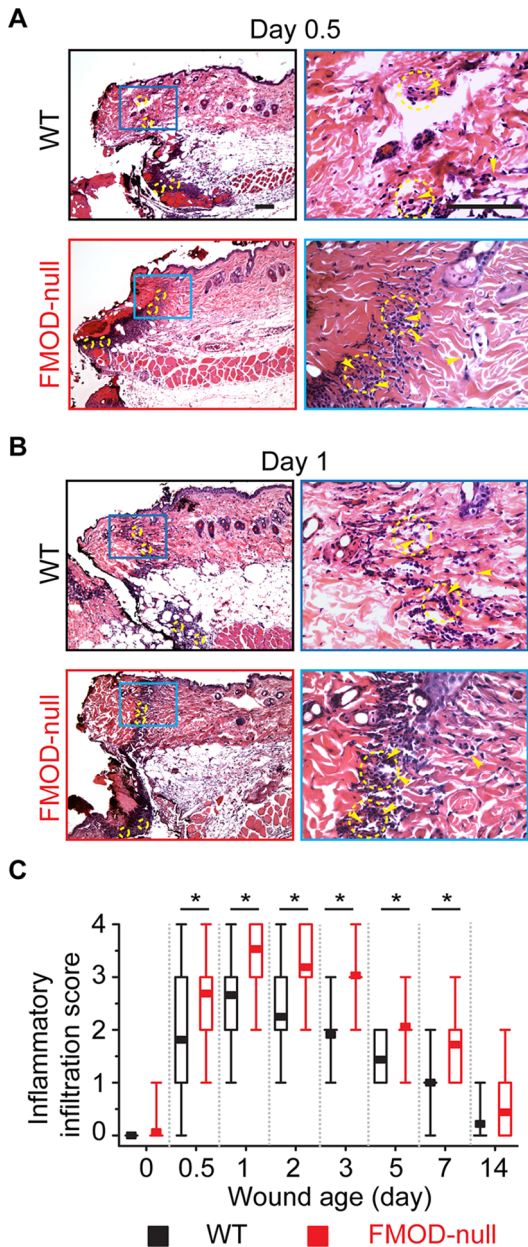 A
Day 0.5
WT
FMOD-null
B
Day 1
WT
FMOD-null
C
* * * * * *
Inflammatory
infiltration score
4
3
2
1
0
0 0.5 1 2 3 5 7 14
Wound age (day)
WT FMOD-null